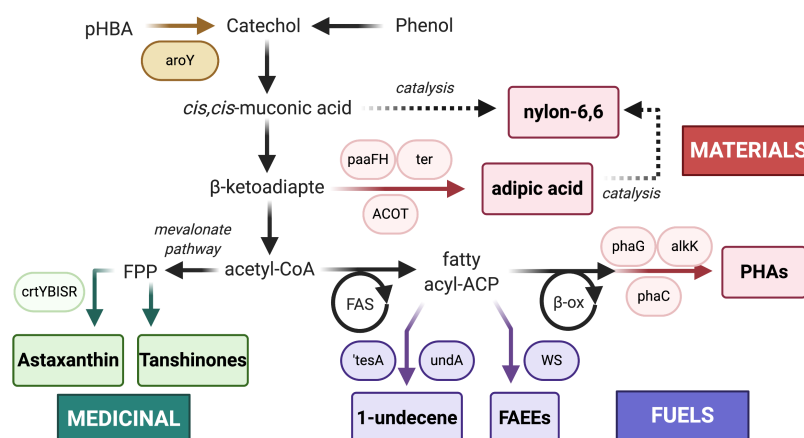 pHBA
Catechol
Phenol
aroY
cis,cis-muconic acid
catalysis
nylon-6,6
MATERIALS
paaFH
ter
β-ketoadiapte
adipic acid
catalysis
ACOT
mevalonate
pathway
FPP
acetyl-CoA
fatty
acyl-ACP
phaG
alkK
PHAs
crtYBISR
FAS
β-ox
phaC
Astaxanthin
Tanshinones
'tesA
undA
WS
MEDICINAL
1-undecene
FAEEs
FUELS